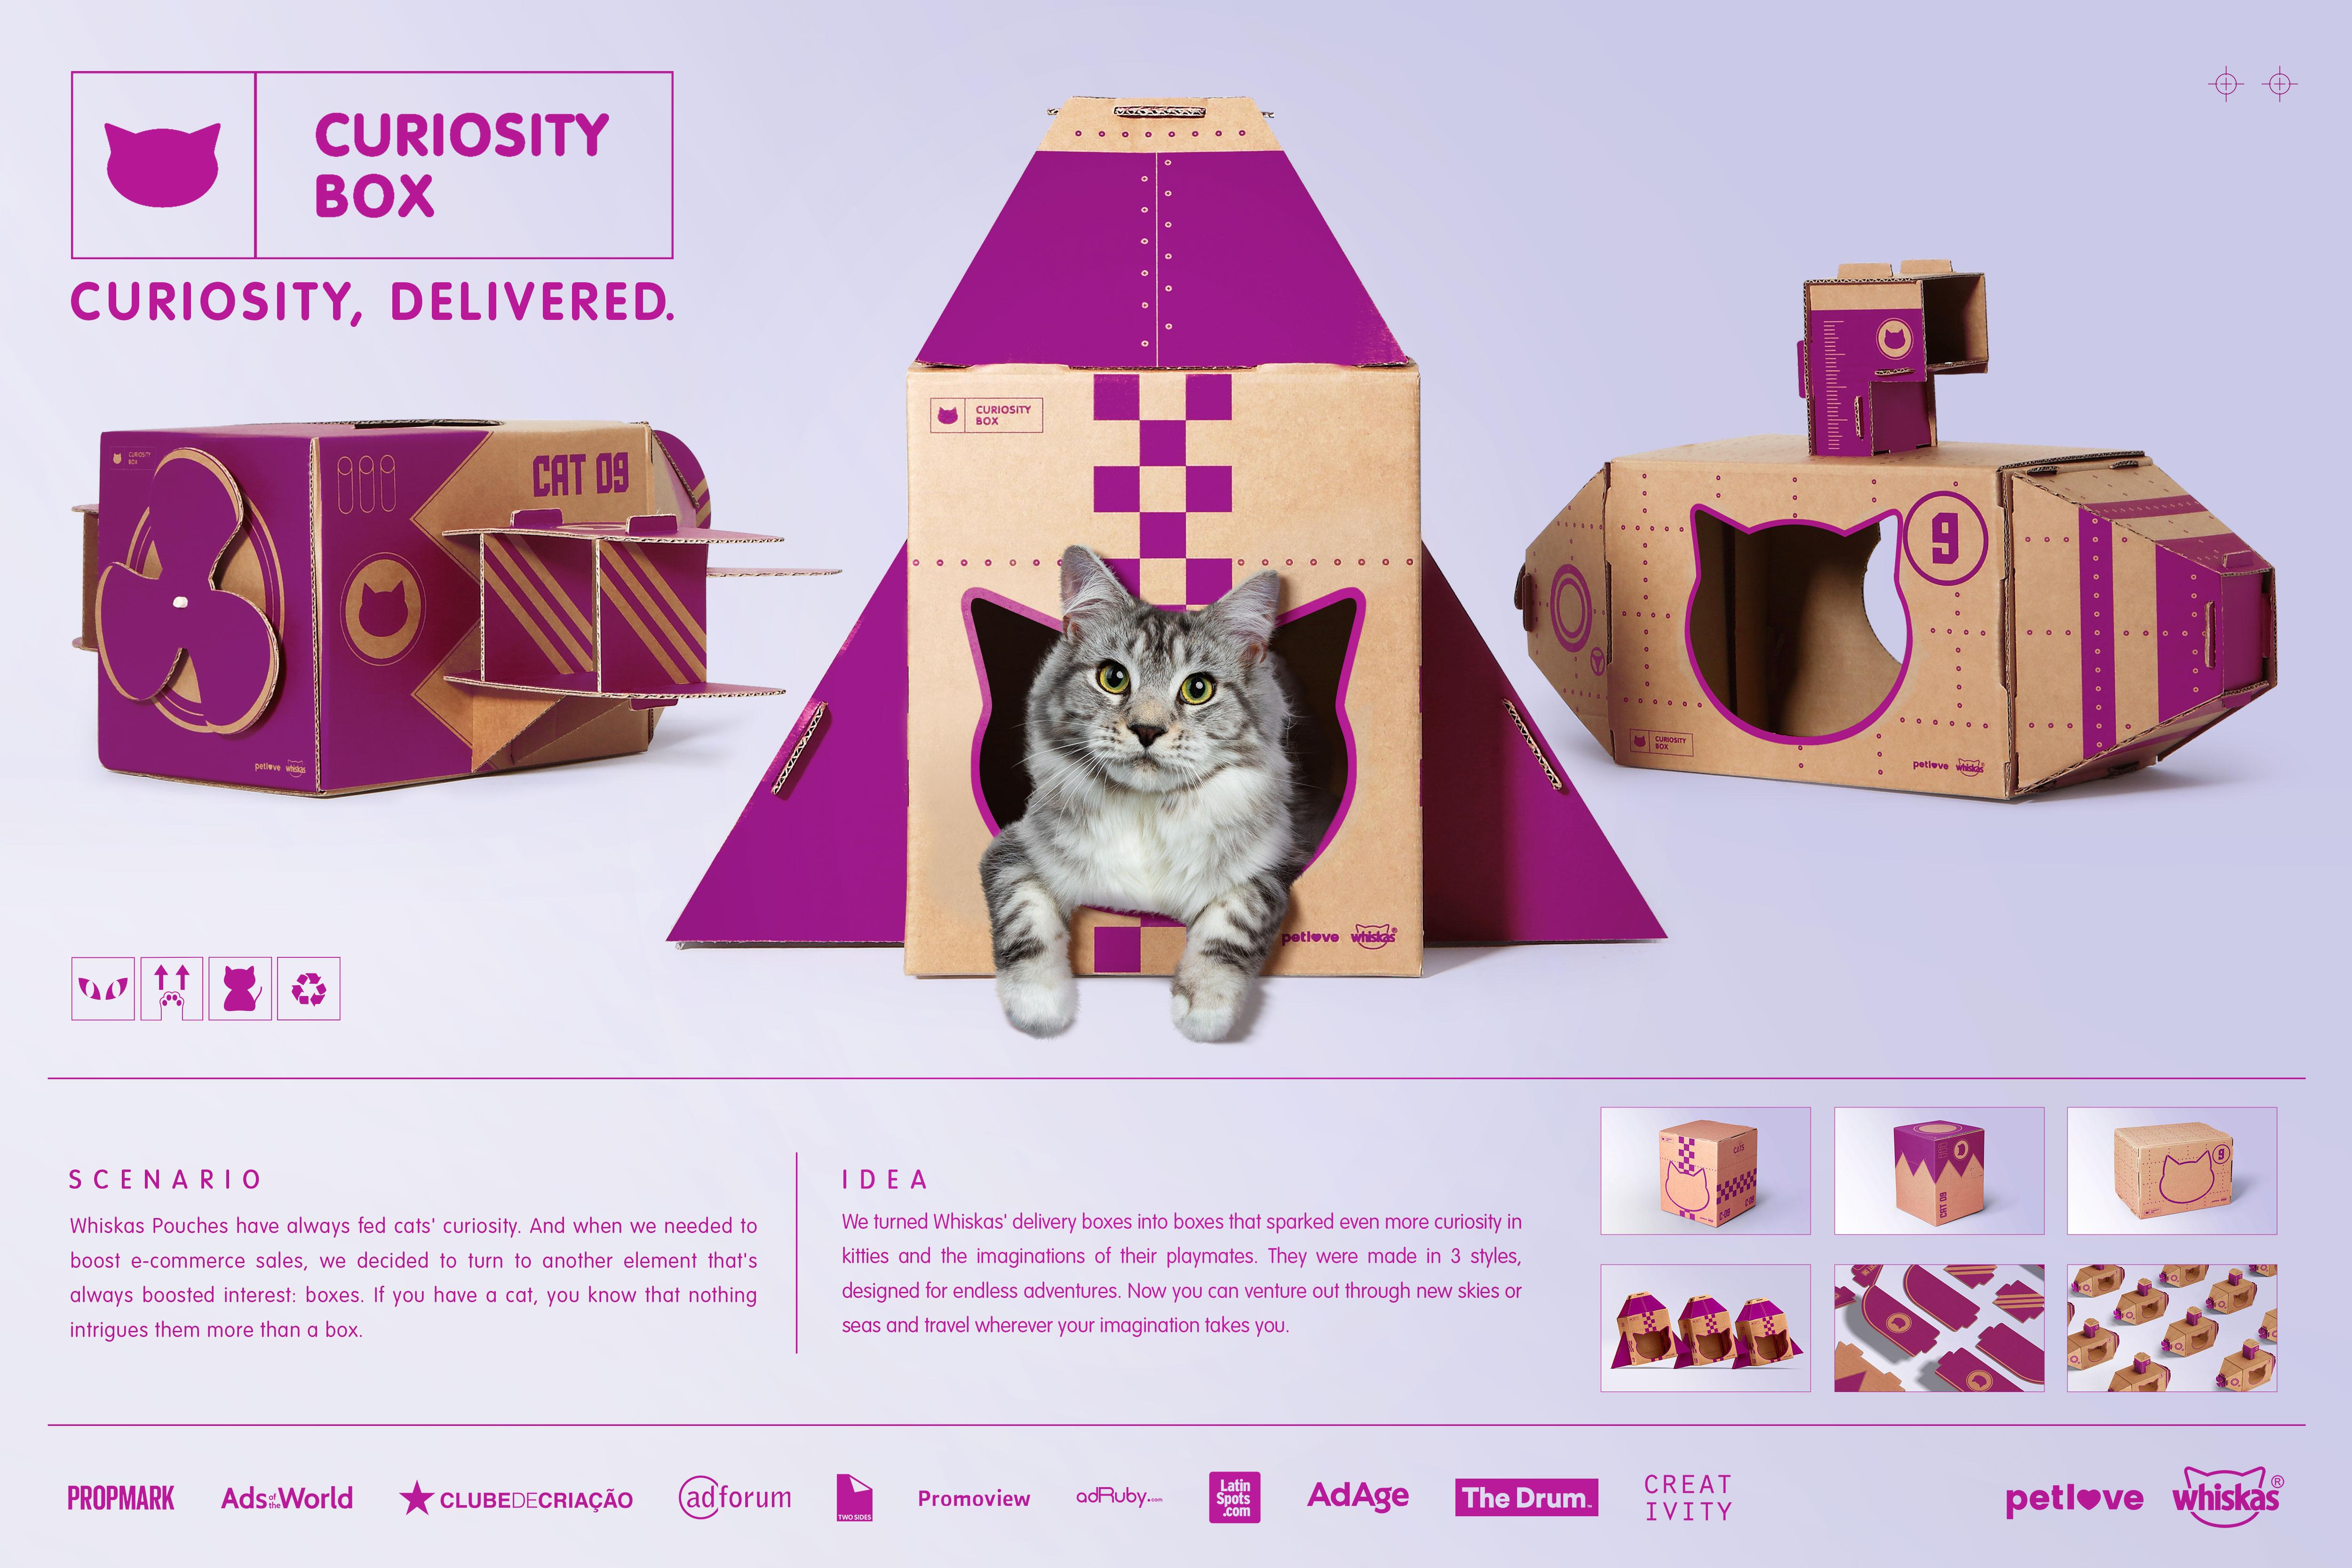 CURIOSITY
BOX
CURIOSITY, DELIVERED.
CURIOSITY
BOX
CAT 09
petlove whiskas
CURIOSITY
BOX
petlove whiskas®
9
CURIOSITY
BOX
petlove whiskas
SCENARIO
Whiskas Pouches have always fed cats' curiosity. And when we needed to
boost e-commerce sales, we decided to turn to another element that's
always boosted interest: boxes. If you have a cat, you know that nothing
intrigues them more than a box.
IDEA
We turned Whiskas' delivery boxes into boxes that sparked even more curiosity in
kitties and the imaginations of their playmates. They were made in 3 styles,
designed for endless adventures. Now you can venture out through new skies or
seas and travel wherever your imagination takes you.
CATS
CAT 09
9
PROPMARK
Ads of the World
CLUBEDECRIAÇÃO
adforum
TWO SIDES
Promoview
adRuby.com
Latin
Spots
.com
AdAge
The Drum.
CREAT
IVITY
petlove
whiskas®